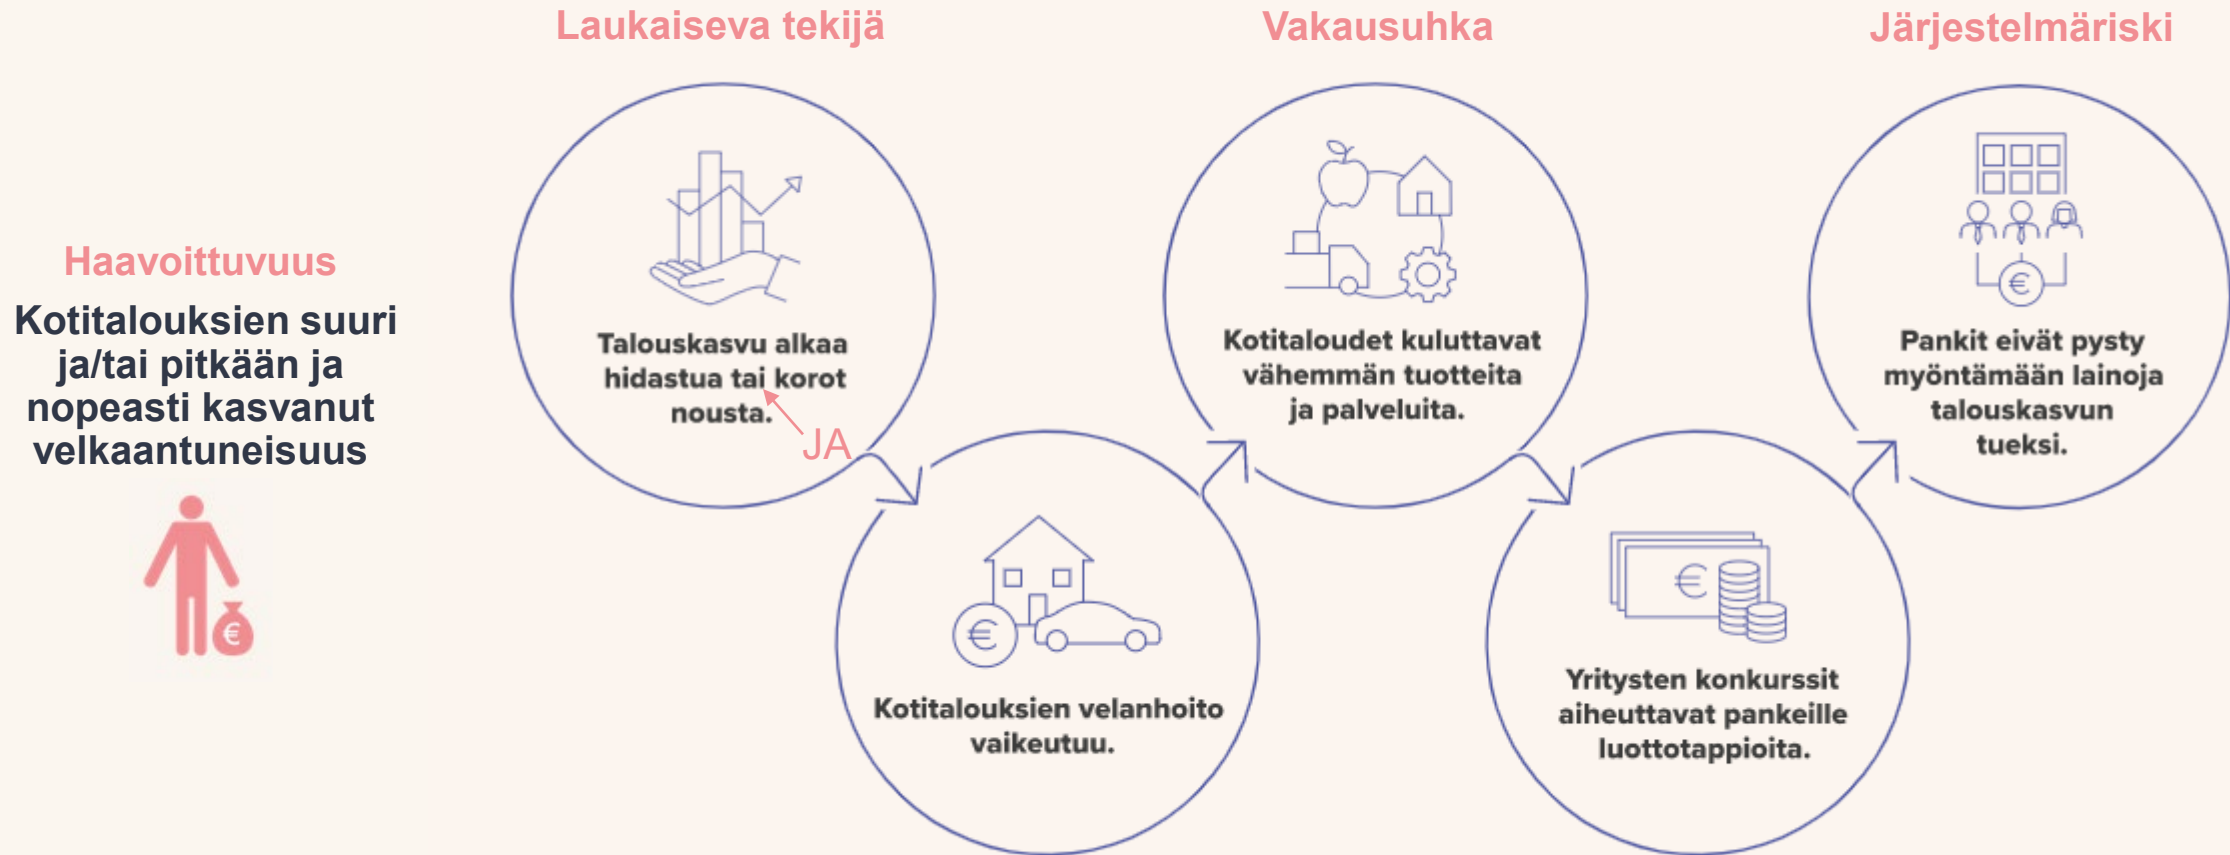 Laukaiseva tekijä
Vakausuhka
Järjestelmäriski
Haavoittuvuus
Kotitalouksien suuri
ja/tai pitkään ja
nopeasti kasvanut
velkaantuneisuus
€
Talouskasvu alkaa
hidastua tai korot
nousta.
JA
€
Kotitalouksien velanhoito
vaikeutuu.
Kotitaloudet kuluttavat
vähemmän tuotteita
ja palveluita.
€
Yritysten konkurssit
aiheuttavat pankeille
luottotappioita.
€
Pankit eivät pysty
myöntämään lainoja
talouskasvun
tueksi.